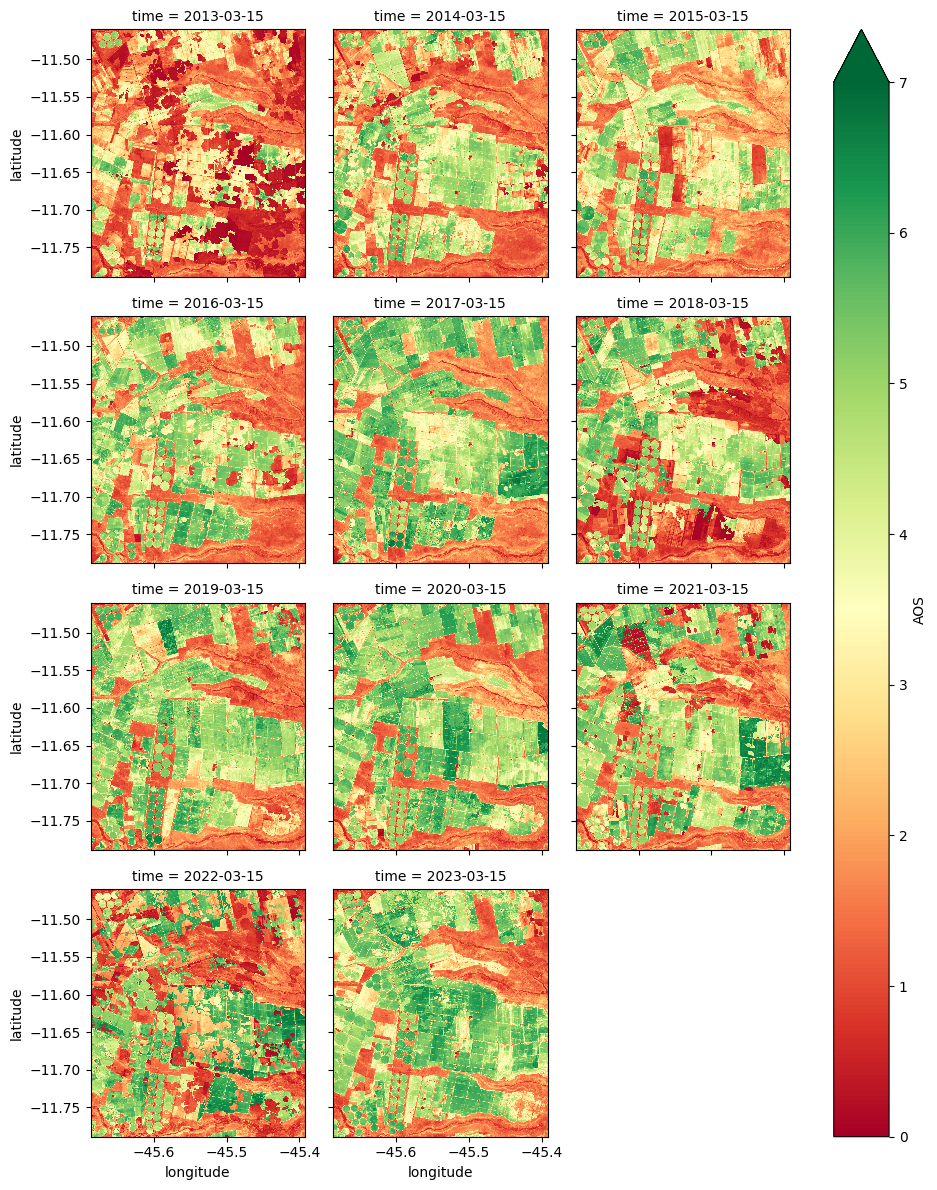 time = 2013-03-15
time = 2014-03-15
time = 2015-03-15
−11.50
−11.55
−11.60
−11.65
−11.70
−11.75
latitude
time = 2016-03-15
time = 2017-03-15
time = 2018-03-15
−11.50
−11.55
−11.60
−11.65
−11.70
−11.75
latitude
time = 2019-03-15
time = 2020-03-15
time = 2021-03-15
−11.50
−11.55
−11.60
−11.65
−11.70
−11.75
latitude
time = 2022-03-15
time = 2023-03-15
−11.50
−11.55
−11.60
−11.65
−11.70
−11.75
latitude
−45.6
−45.5
−45.4
longitude
−45.6
−45.5
−45.4
longitude
7
6
5
4
3
2
1
0
AOS